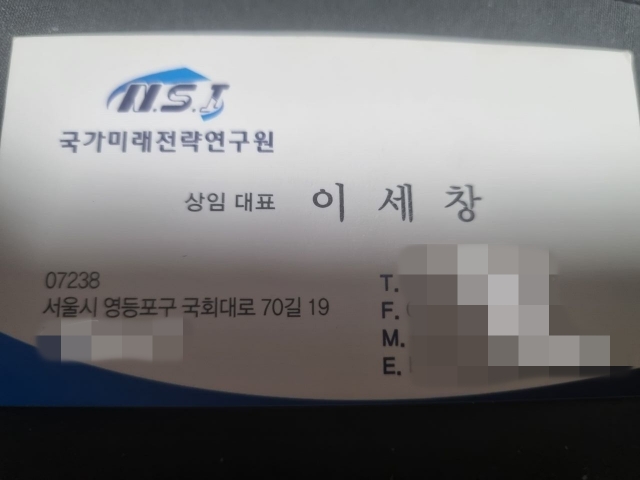 N.S.I
국가미래전략연구원
상임 대표 이 세 창
07238
서울시 영등포구 국회대로 70길 19
T.
F.
M.
E.